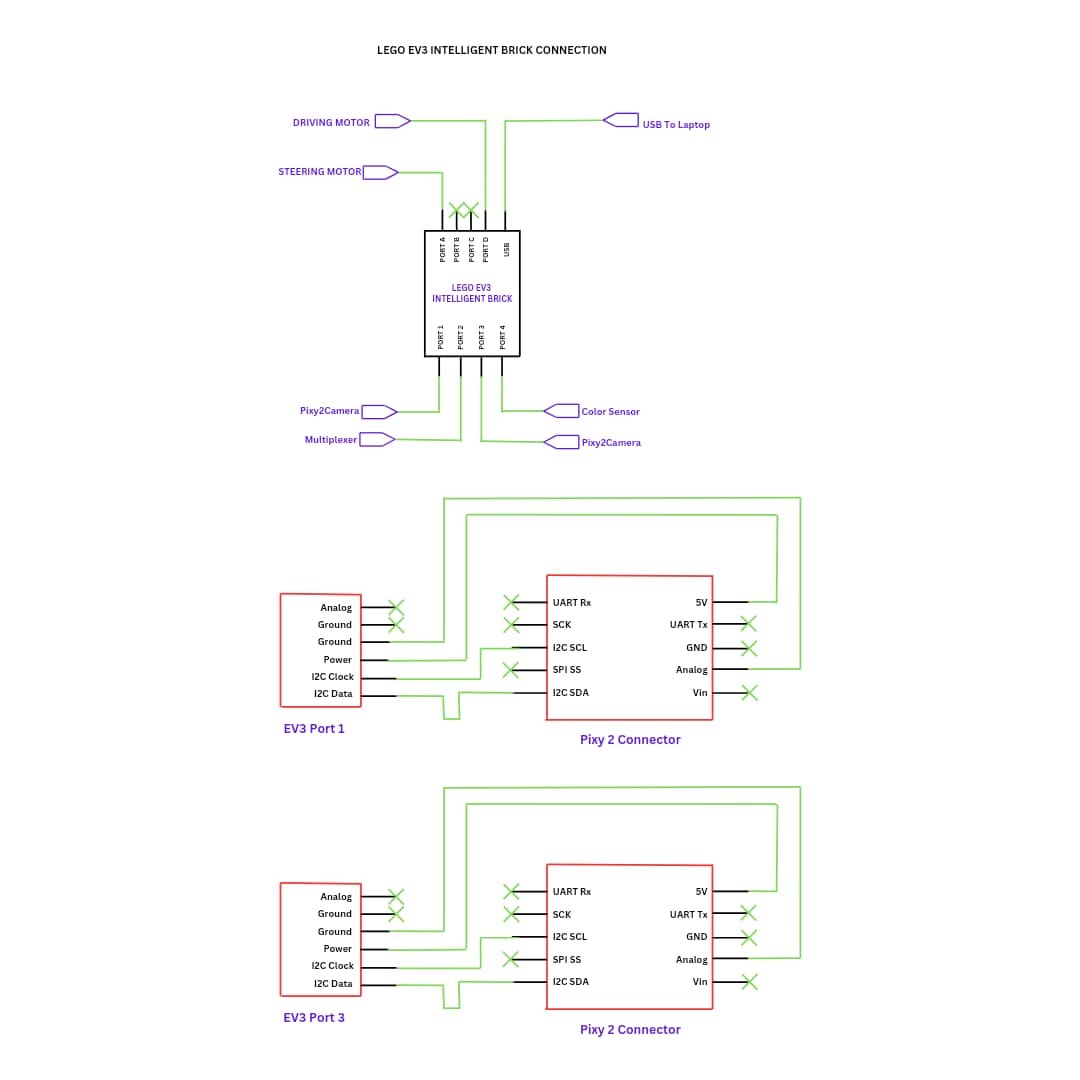 LEGO EV3 INTELLIGENT BRICK CONNECTION
DRIVING MOTOR
USB To Laptop
STEERING MOTOR
PORT A
PORT B
PORT C
PORT D
USB
LEGO EV3
INTELLIGENT BRICK
PORT 1
PORT 2
PORT 3
PORT 4
Pixy2Camera
Color Sensor
Multiplexer
Pixy2Camera
Analog
Ground
Ground
Power
I2C Clock
I2C Data
EV3 Port 1
UART Rx
SCK
I2C SCL
SPI SS
I2C SDA
5V
UART Tx
GND
Analog
Vin
Pixy 2 Connector
Analog
Ground
Ground
Power
I2C Clock
I2C Data
EV3 Port 3
UART Rx
SCK
I2C SCL
SPI SS
I2C SDA
5V
UART Tx
GND
Analog
Vin
Pixy 2 Connector